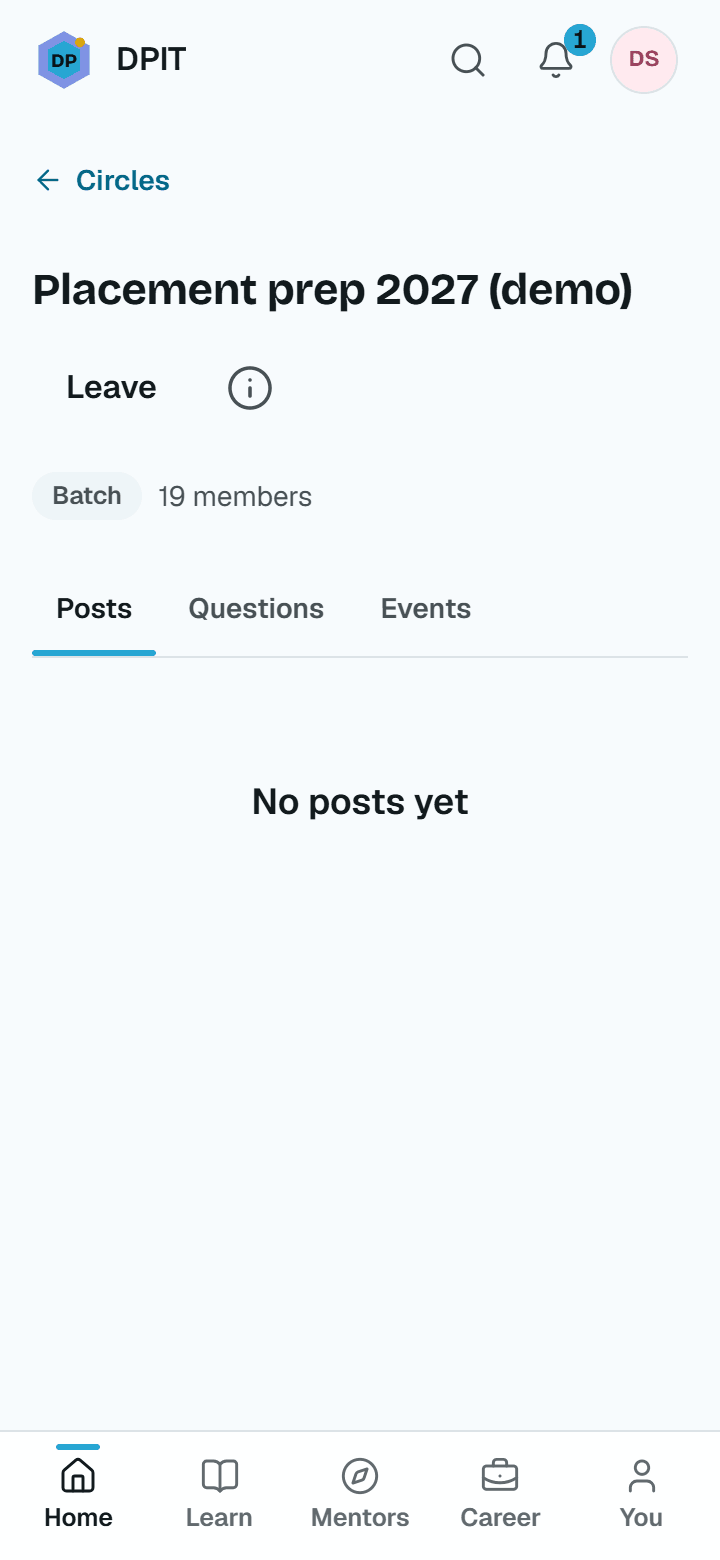 DP DPIT 1 DS
Circles
Placement prep 2027 (demo)
Leave
Batch 19 members
Posts Questions Events
No posts yet
Home Learn Mentors Career You